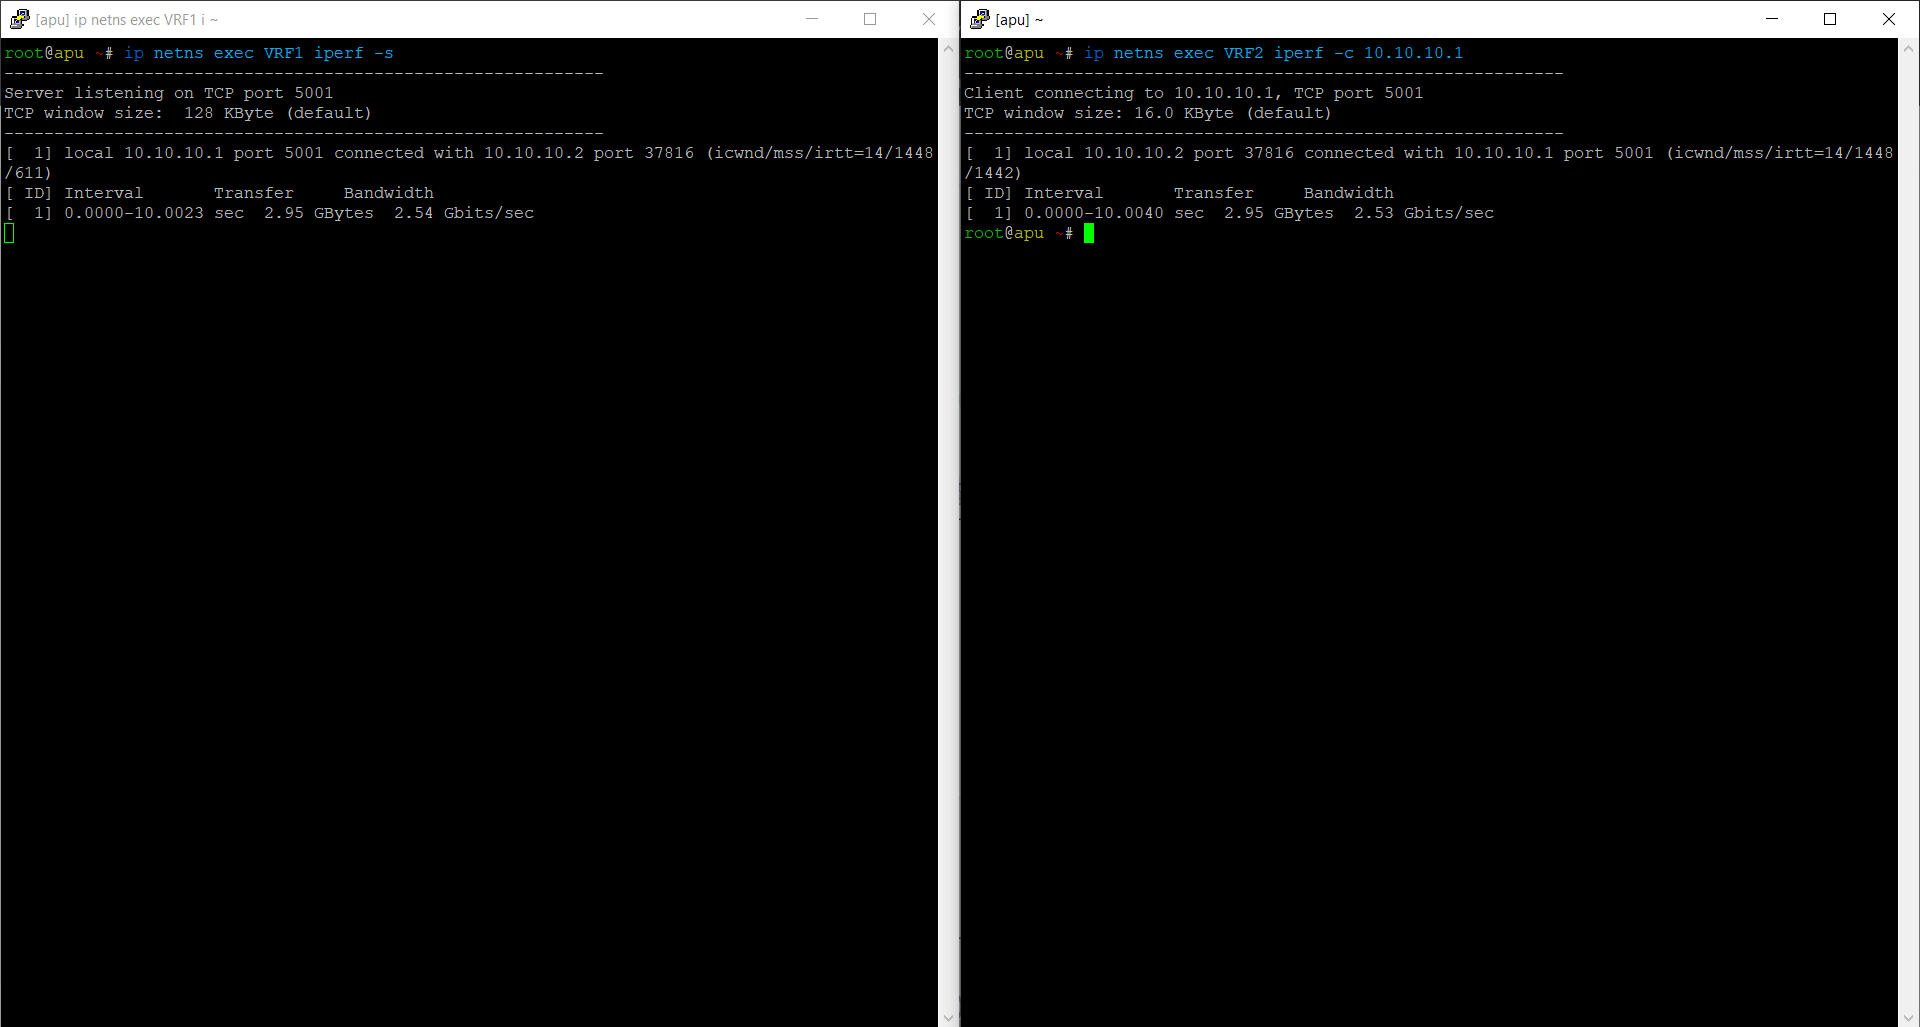 [apu] ip netns exec VRF1 i ~
root@apu ~# ip netns exec VRF1 iperf -s
------------------------------------------------------------
Server listening on TCP port 5001
TCP window size:  128 KByte (default)
------------------------------------------------------------
[  1] local 10.10.10.1 port 5001 connected with 10.10.10.2 port 37816 (icwnd/mss/irtt=14/1448
/611)
[ ID] Interval       Transfer     Bandwidth
[  1] 0.0000-10.0023 sec  2.95 GBytes  2.54 Gbits/sec
[apu] ~
root@apu ~# ip netns exec VRF2 iperf -c 10.10.10.1
------------------------------------------------------------
Client connecting to 10.10.10.1, TCP port 5001
TCP window size: 16.0 KByte (default)
------------------------------------------------------------
[  1] local 10.10.10.2 port 37816 connected with 10.10.10.1 port 5001 (icwnd/mss/irtt=14/1448
/1442)
[ ID] Interval       Transfer     Bandwidth
[  1] 0.0000-10.0040 sec  2.95 GBytes  2.53 Gbits/sec
root@apu ~#